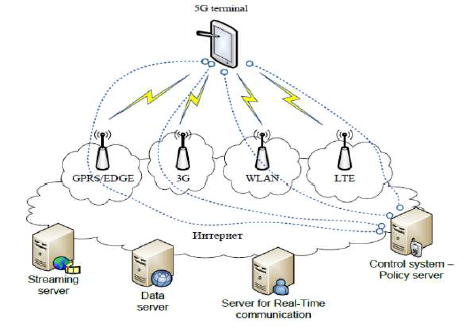 5G terminal
GPRS/EDGE
3G
WLAN
LTE
Интернет
Streaming
server
Data
server
Server for Real-Time
communication
Control system –
Policy server